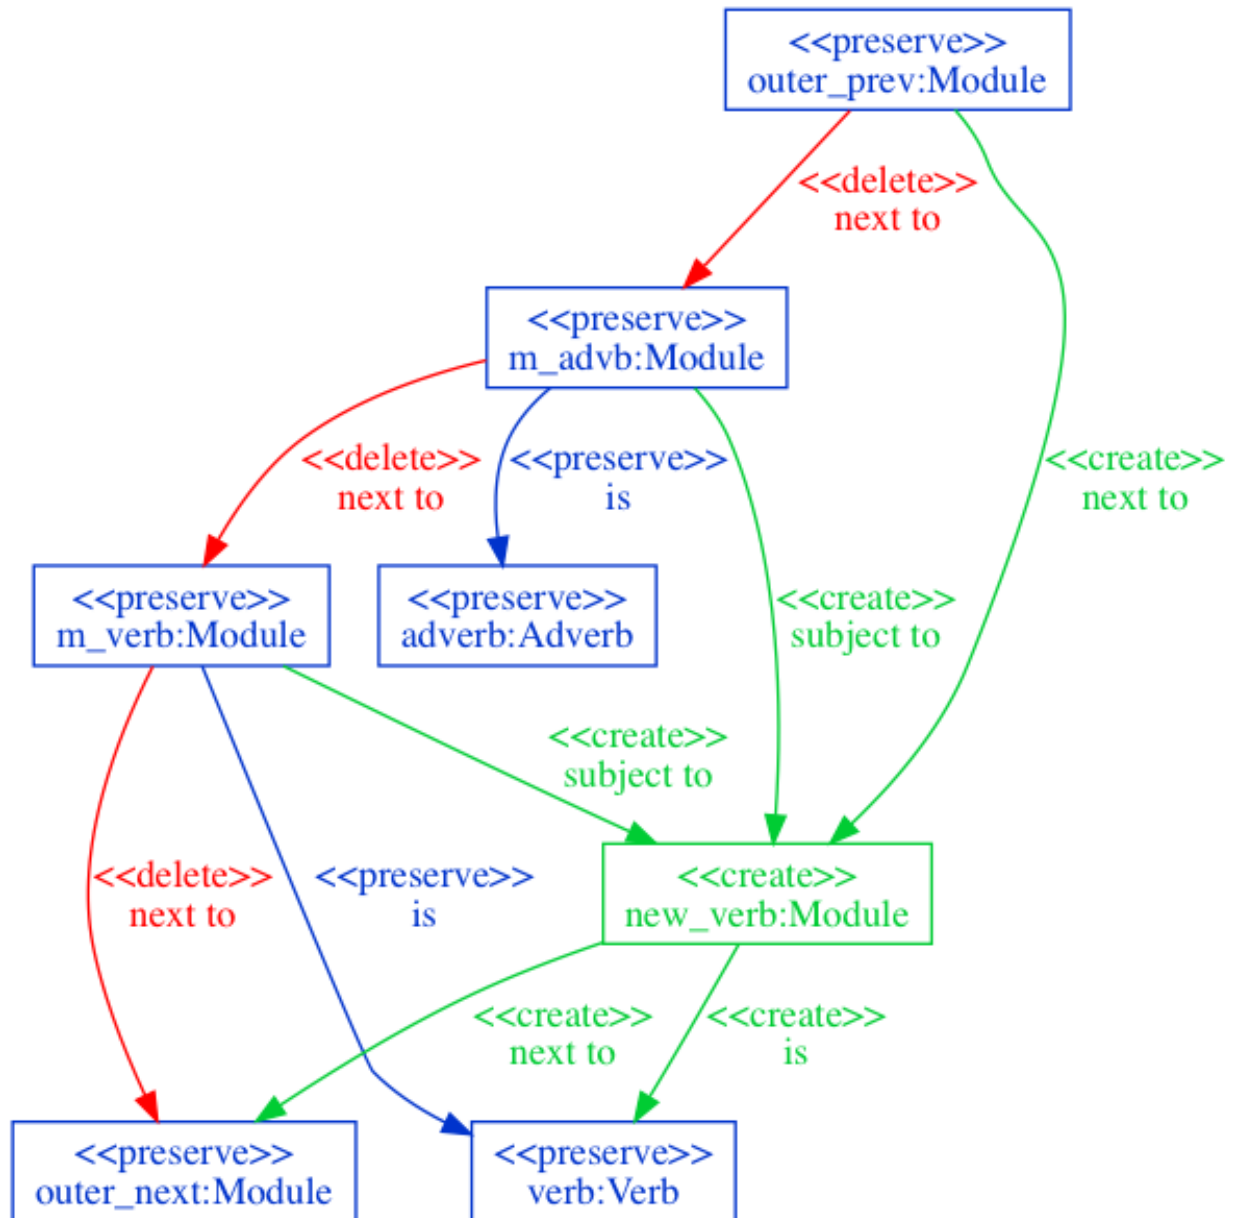 <<preserve>>
outer_prev:Module
<<delete>>
next to
<<preserve>>
m_advb:Module
<<delete>>
next to
<<preserve>>
is
<<create>>
next to
<<preserve>>
m_verb:Module
<<preserve>>
adverb:Adverb
<<create>>
subject to
<<create>>
subject to
<<delete>>
next to
<<preserve>>
is
<<create>>
new_verb:Module
<<create>>
next to
<<create>>
is
<<preserve>>
outer_next:Module
<<preserve>>
verb:Verb